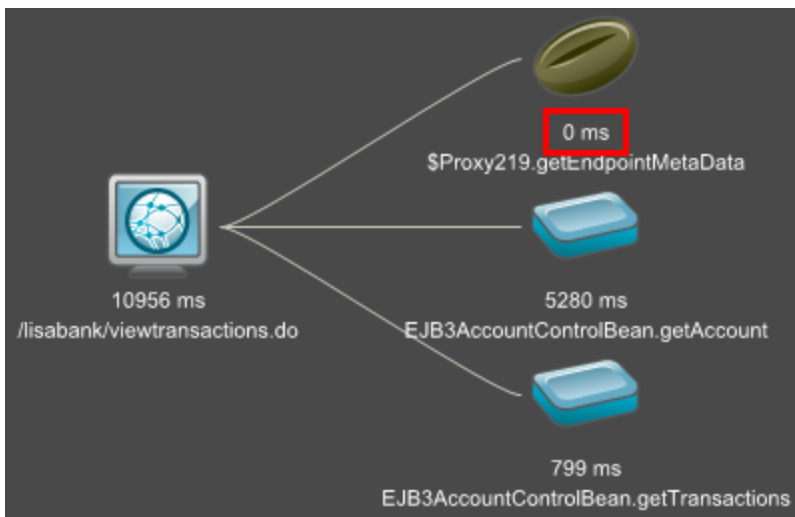 0 ms
$Proxy219.getEndpointMetaData
10956 ms
/lisabank/viewtransactions.do
5280 ms
EJB3AccountControlBean.getAccount
799 ms
EJB3AccountControlBean.getTransactions